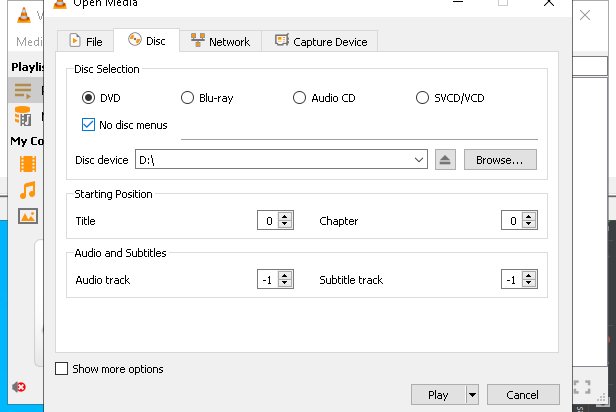 Open Media
V
Medi
File
Disc
Network
Capture Device
Playlis
Disc Selection
DVD
Blu-ray
Audio CD
SVCD/VCD
No disc menus
My Co
Disc device
D:\
Browse...
Starting Position
Title
0
Chapter
0
Audio and Subtitles
Audio track
-1
Subtitle track
-1
Show more options
Play
Cancel